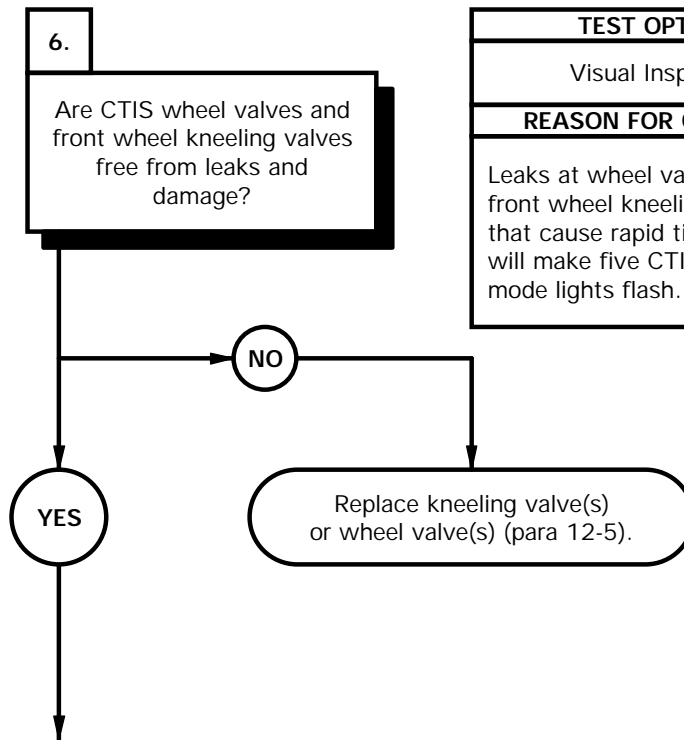 6.
Are CTIS wheel valves and
front wheel kneeling valves
free from leaks and
damage?
TEST OPT
Visual Insp
REASON FOR
Leaks at wheel va
front wheel kneeli
that cause rapid ti
will make five CTI
mode lights flash.
NO
YES
Replace kneeling valve(s)
or wheel valve(s) (para 12-5).